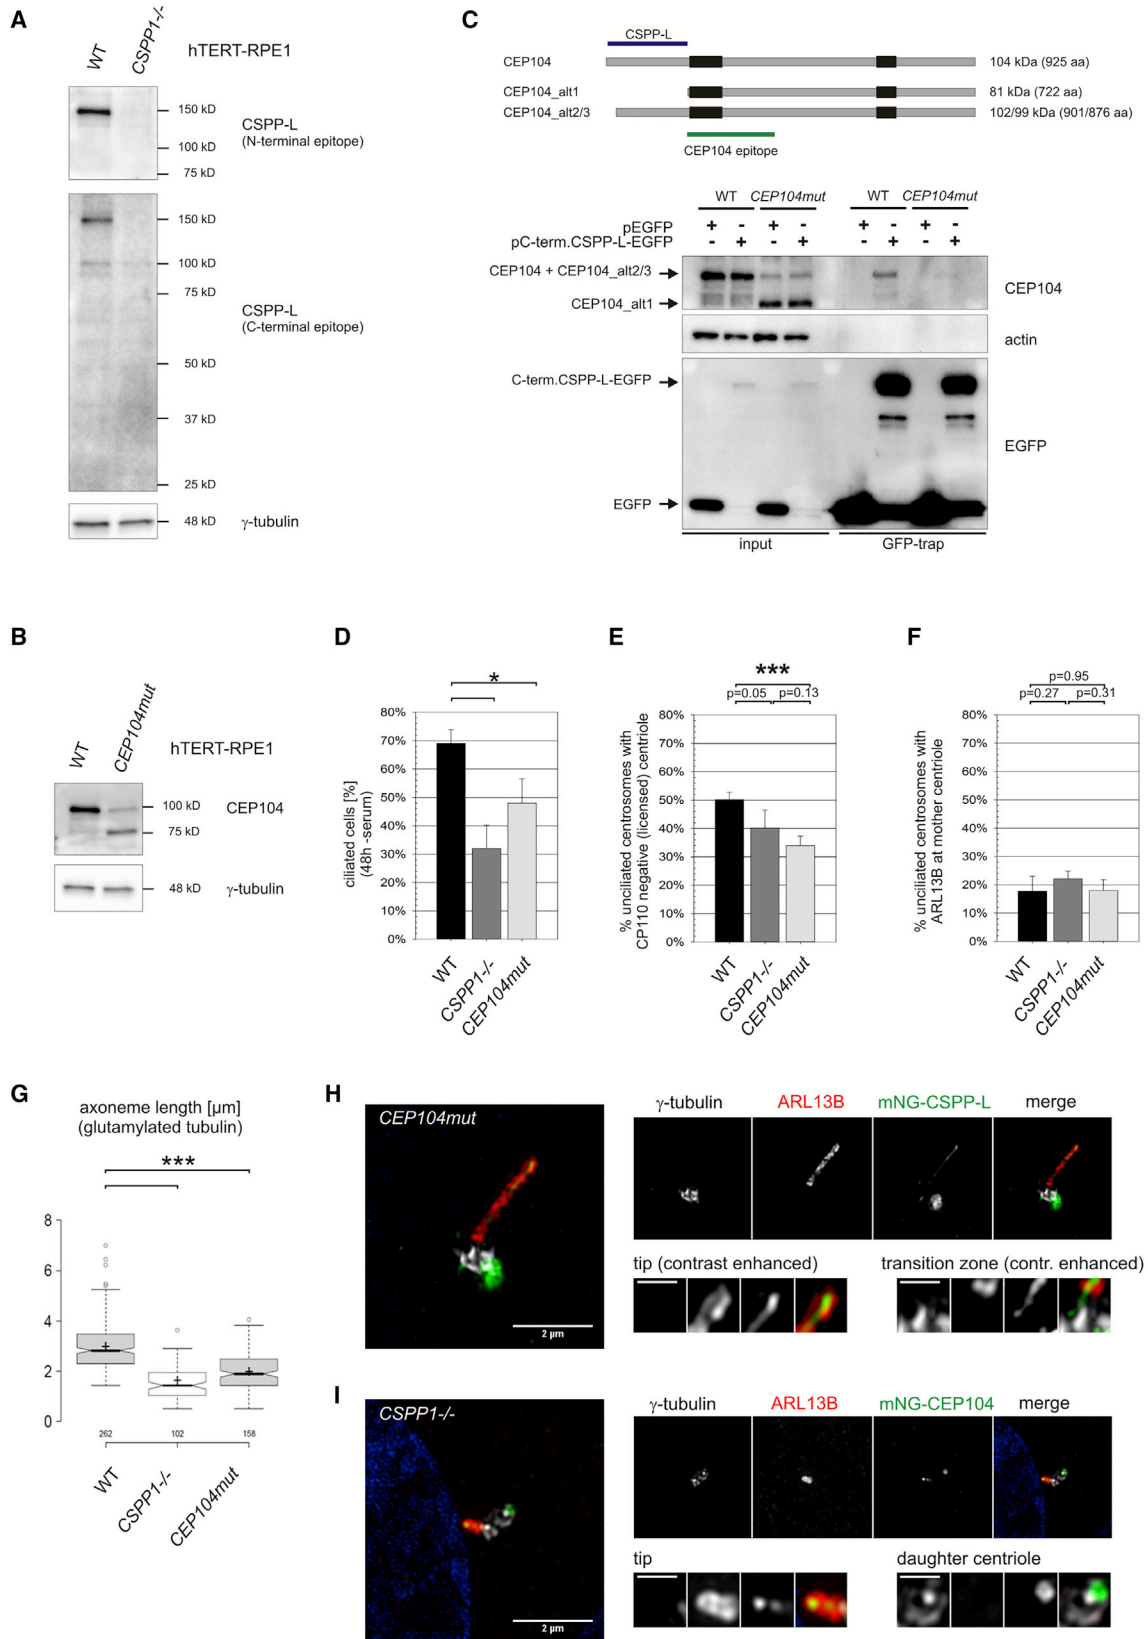 A
WT
CSPP1-/-
hTERT-RPE1
150 kD
100 kD
75 kD
CSPP-L
(N-terminal epitope)
150 kD
100 kD
75 kD
50 kD
37 kD
25 kD
CSPP-L
(C-terminal epitope)
48 kD
γ-tubulin
C
CSPP-L
CEP104
104 kDa (925 aa)
CEP104_alt1
81 kDa (722 aa)
CEP104_alt2/3
102/99 kDa (901/876 aa)
CEP104 epitope
WT CEP104mut WT CEP104mut
pEGFP + - + - + - + -
pC-term.CSPP-L-EGFP - + - + - + - +
CEP104 + CEP104_alt2/3
CEP104_alt1
CEP104
actin
C-term.CSPP-L-EGFP
EGFP
EGFP
input
GFP-trap
B
WT
CEP104mut
hTERT-RPE1
100 kD
75 kD
CEP104
48 kD
γ-tubulin
D
*
ciliated cells [%]
(48h -serum)
80%
70%
60%
50%
40%
30%
20%
10%
0%
WT
CSPP1-/-
CEP104mut
E
***
p=0.05 p=0.13
% unciliated centrosomes with
CP110 negative (licensed) centriole
80%
70%
60%
50%
40%
30%
20%
10%
0%
WT
CSPP1-/-
CEP104mut
F
p=0.95
p=0.27 p=0.31
% unciliated centrosomes with
ARL13B at mother centriole
80%
70%
60%
50%
40%
30%
20%
10%
0%
WT
CSPP1-/-
CEP104mut
G
axoneme length [µm]
(glutamylated tubulin)
***
8
6
4
2
0
262 102 158
WT
CSPP1-/-
CEP104mut
H
CEP104mut
2 µm
γ-tubulin
ARL13B
mNG-CSPP-L
merge
tip (contrast enhanced)
transition zone (contr. enhanced)
I
CSPP1-/-
2 µm
γ-tubulin
ARL13B
mNG-CEP104
merge
tip
daughter centriole